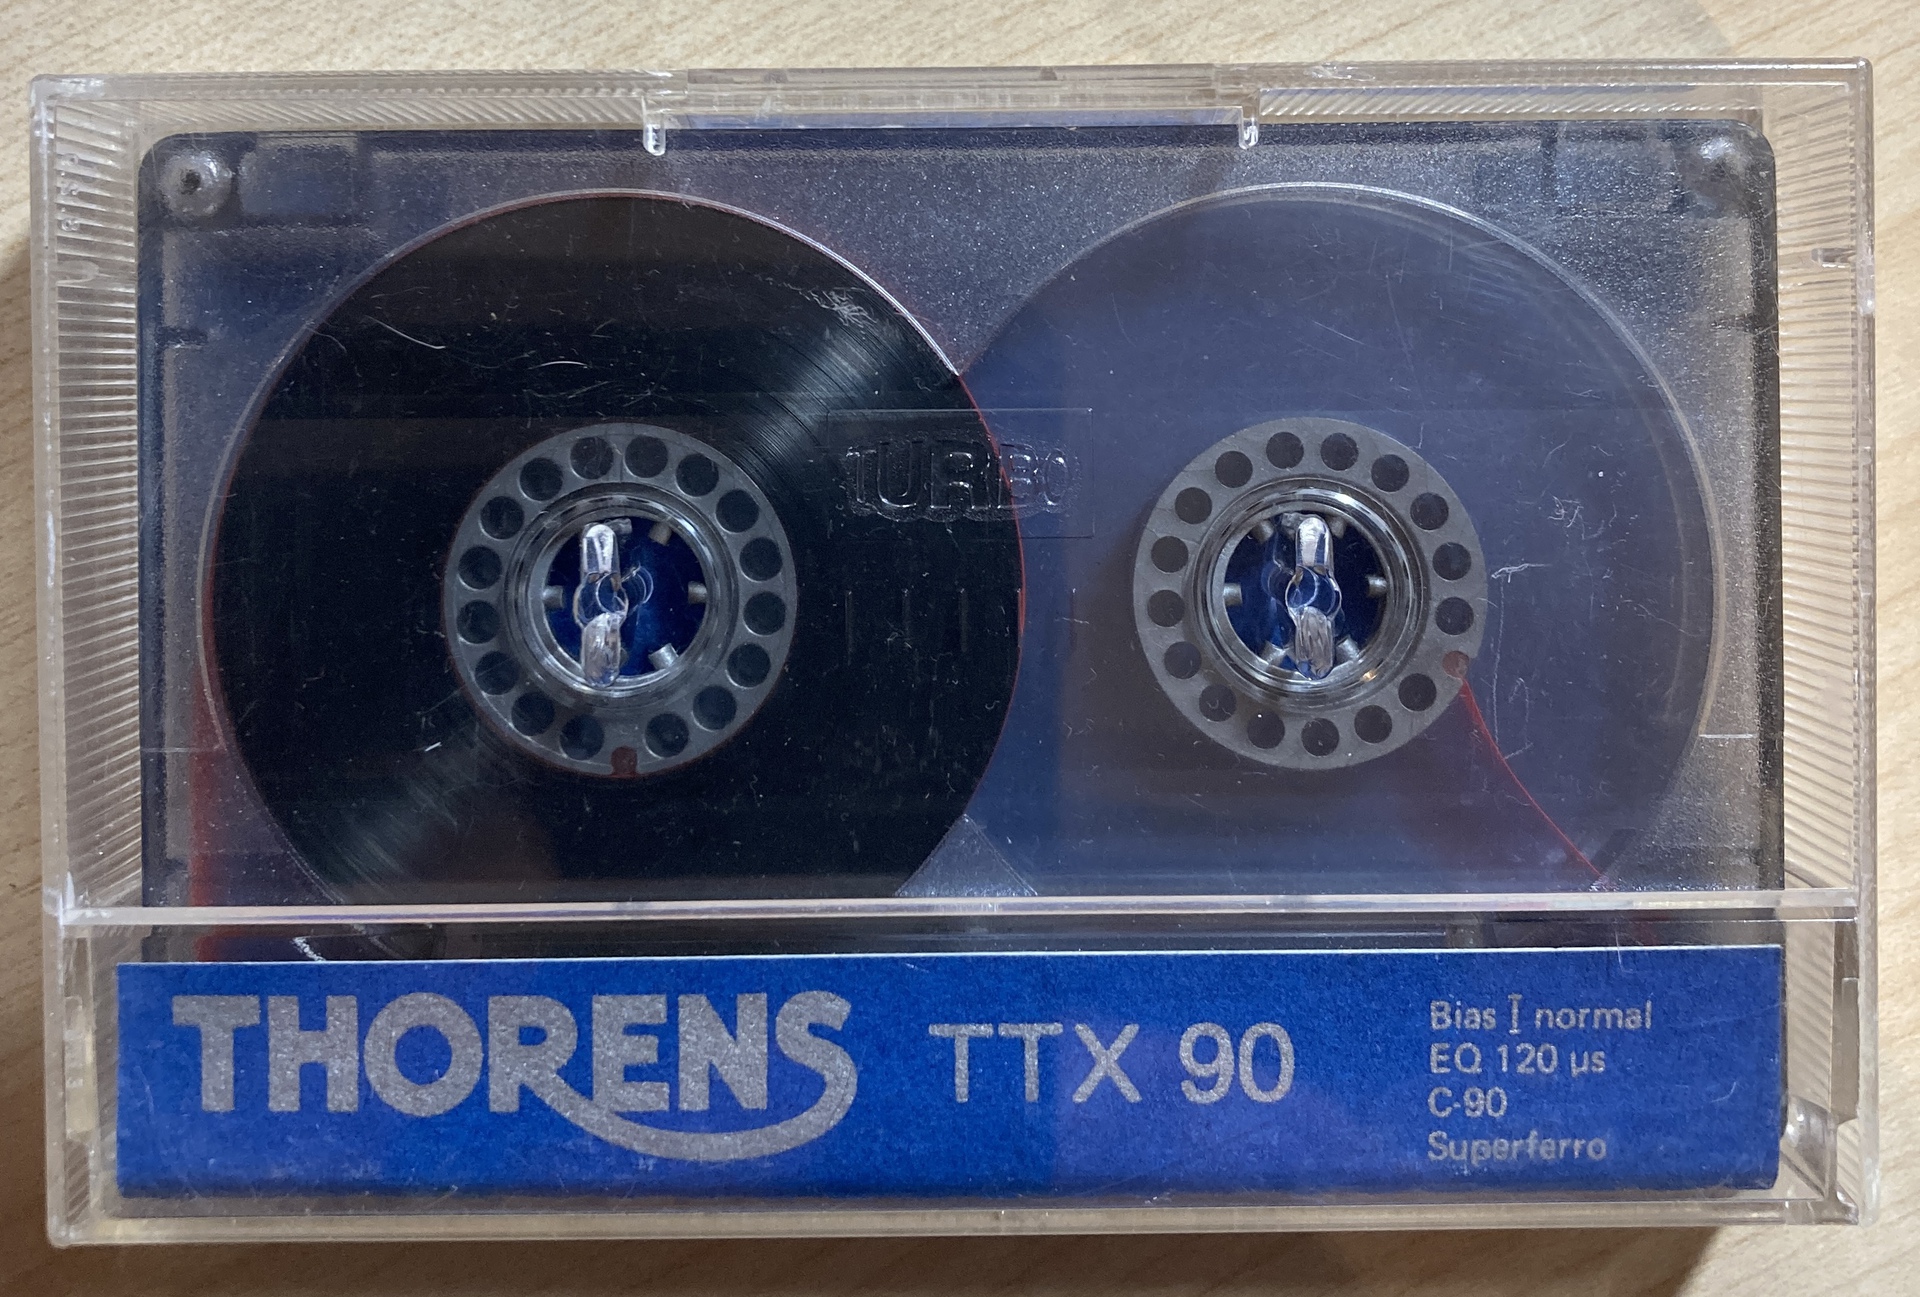 TURBO
THORENS
TTX 90
Bias I normal
EQ 120 µs
C-90
Superferro